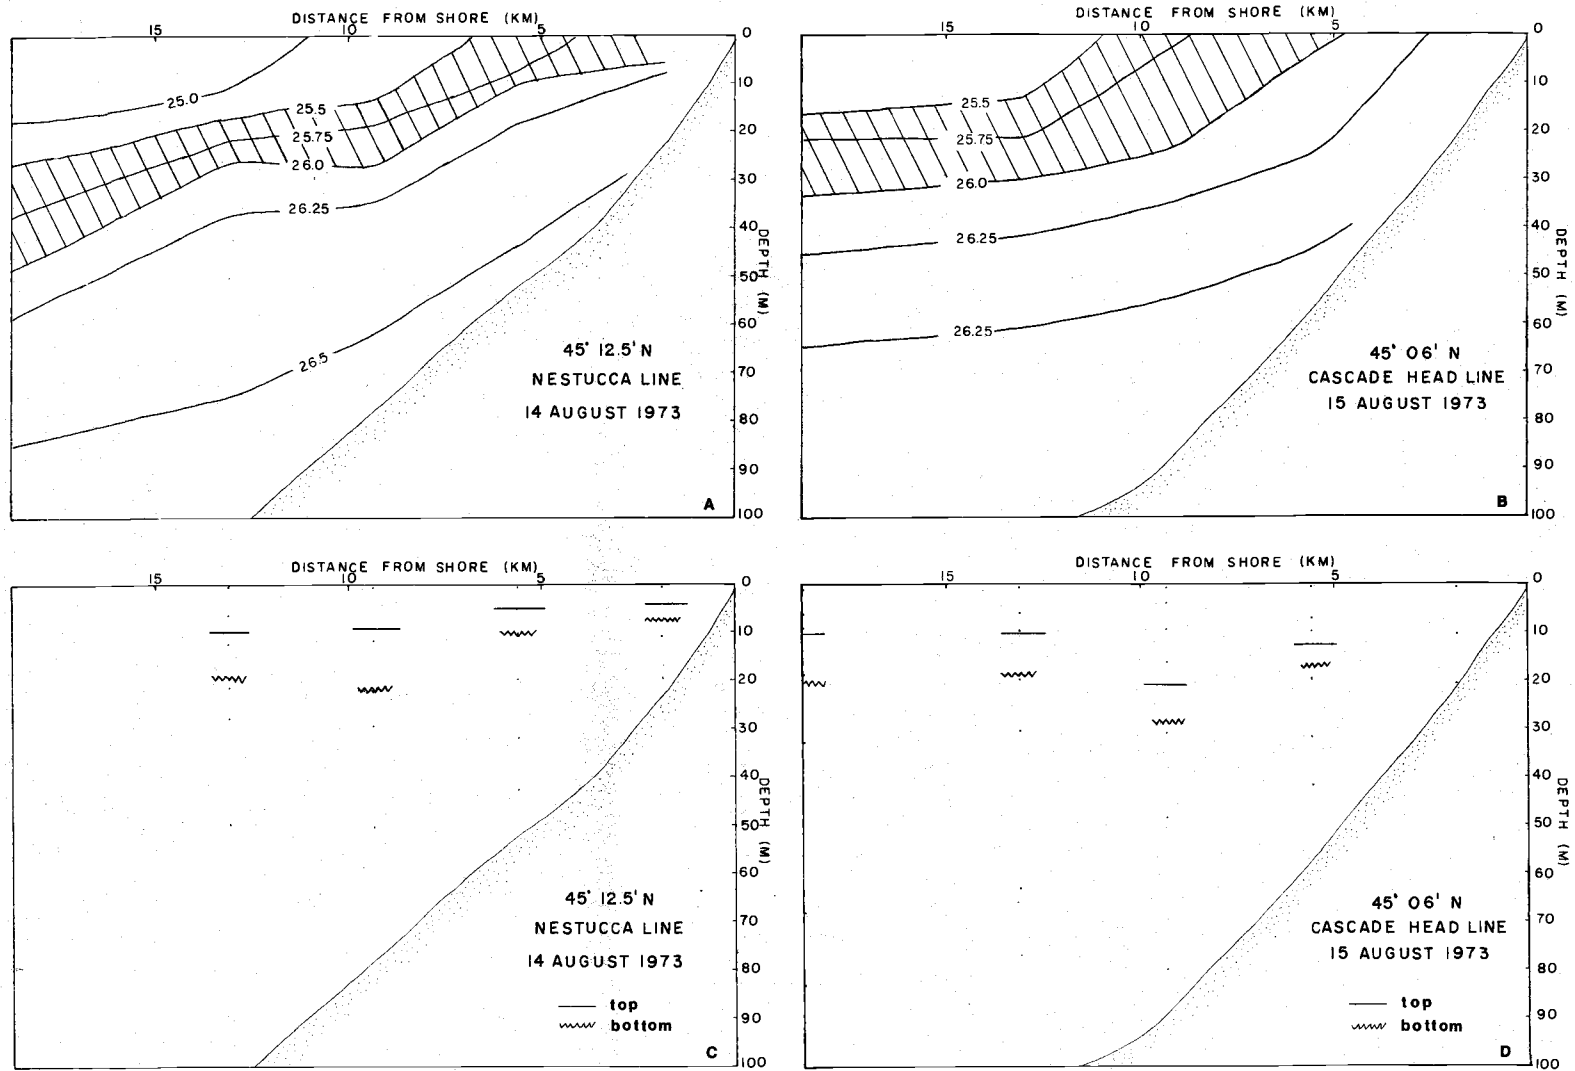 DISTANCE FROM SHORE (KM)
15 10 5 0
10
20
30
40
50
60
70
80
90
100
DEPTH (M)
25.0
25.5
25.75
26.0
26.25
26.5
45° 12.5' N
NESTUCCA LINE
14 AUGUST 1973
A
DISTANCE FROM SHORE (KM)
15 10 5 0
10
20
30
40
50
60
70
80
90
100
DEPTH (M)
25.5
25.75
26.0
26.25
26.25
45° 06' N
CASCADE HEAD LINE
15 AUGUST 1973
B
DISTANCE FROM SHORE (KM)
15 10 5 0
10
20
30
40
50
60
70
80
90
100
DEPTH (M)
45° 12.5' N
NESTUCCA LINE
14 AUGUST 1973
top
bottom
C
DISTANCE FROM SHORE (KM)
15 10 5 0
10
20
30
40
50
60
70
80
90
100
DEPTH (M)
45° 06' N
CASCADE HEAD LINE
15 AUGUST 1973
top
bottom
D